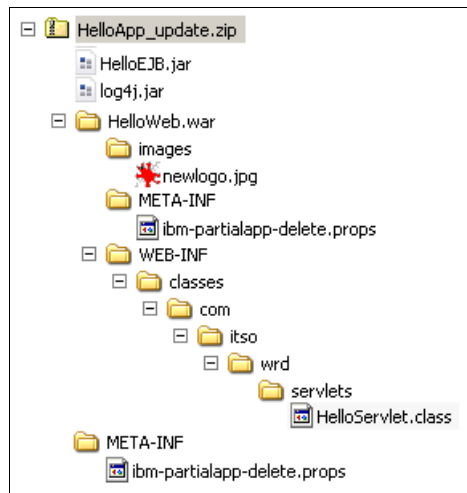 HelloApp_update.zip
HelloEJB.jar
log4j.jar
HelloWeb.war
images
newlogo.jpg
META-INF
ibm-partialapp-delete.props
WEB-INF
classes
com
itso
wrd
servlets
HelloServlet.class
META-INF
ibm-partialapp-delete.props